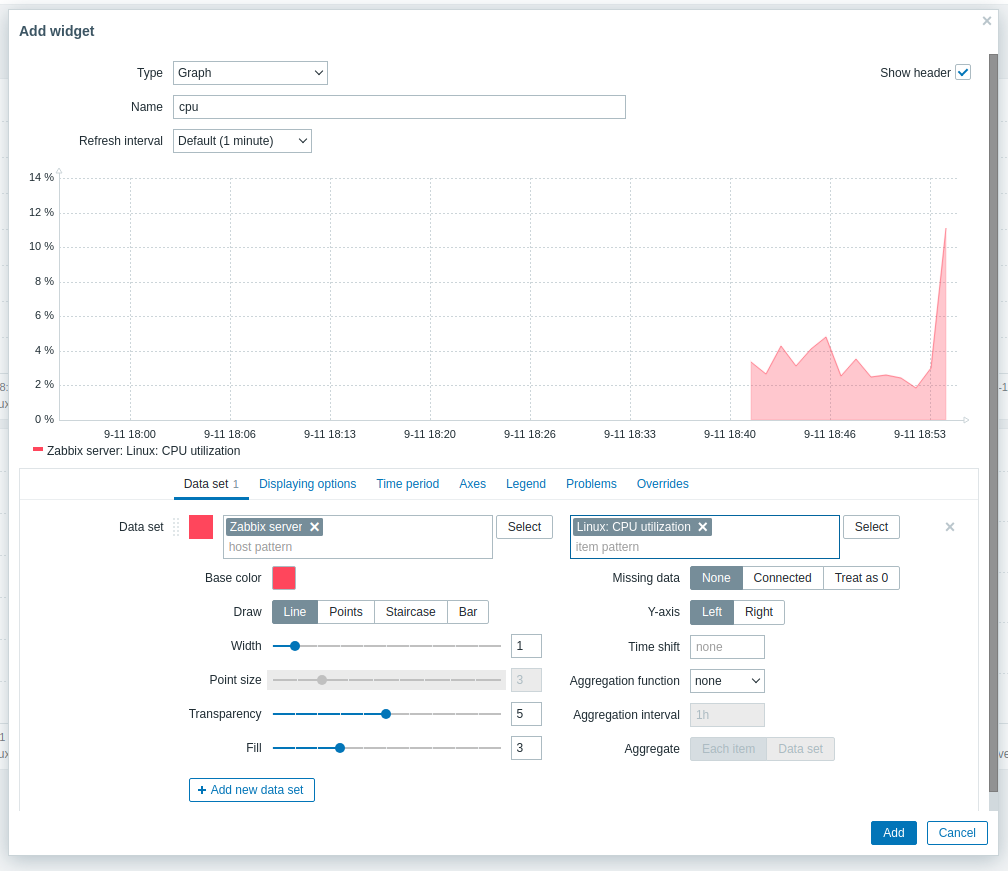 Add widget
Type Graph Show header
Name cpu
Refresh interval Default (1 minute)
14 %
12 %
10 %
8 %
6 %
4 %
2 %
0 %
9-11 18:00 9-11 18:06 9-11 18:13 9-11 18:20 9-11 18:26 9-11 18:33 9-11 18:40 9-11 18:46 9-11 18:53
Zabbix server: Linux: CPU utilization
Data set 1 Displaying options Time period Axes Legend Problems Overrides
Data set Zabbix server Select Linux: CPU utilization Select
host pattern item pattern
Base color Missing data None Connected Treat as 0
Draw Line Points Staircase Bar Y-axis Left Right
Width 1 Time shift none
Point size 3 Aggregation function none
Transparency 5 Aggregation interval 1h
Fill 3 Aggregate Each item Data set
+ Add new data set
Add Cancel